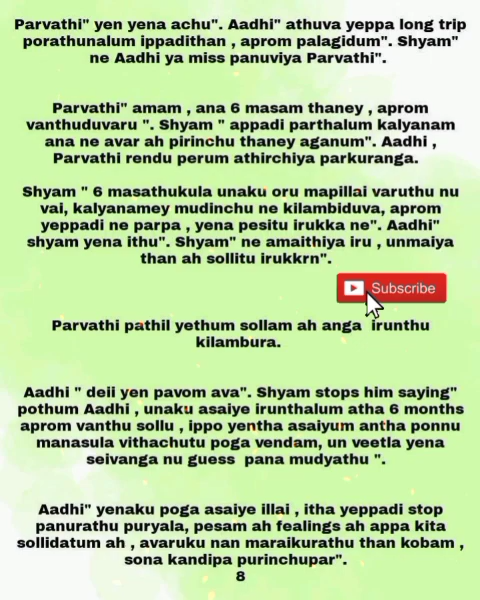 Parvathi" yen yena achu". Aadhi" athuva yeppa long trip
porathunalum ippadithan , aprom palagidum". Shyam"
ne Aadhi ya miss panuviya Parvathi".
Parvathi" amam , ana 6 masam thaney , aprom
vanthuduvaru ". Shyam " appadi parthalum kalyanam
ana ne avar ah pirinchu thaney aganum". Aadhi ,
Parvathi rendu perum athirchiya parkuranga.
Shyam " 6 masathukula unaku oru mapillai varuthu nu
vai, kalyanamey mudinchu ne kilambiduva, aprom
yeppadi ne parpa , yena pesitu irukka ne". Aadhi"
shyam yena ithu". Shyam" ne amaithiya iru , unmaiya
than ah sollitu irukkrn".
Subscribe
Parvathi pathil yethum sollam ah anga irunthu
kilambura.
Aadhi " deii yen pavom ava". Shyam stops him saying"
pothum Aadhi , unaku asaiye irunthalum atha 6 months
aprom vanthu sollu , ippo yentha asaiyum antha ponnu
manasula vithachutu poga vendam, un veetla yena
seivanga nu guess pana mudyathu ".
Aadhi" yenaku poga asaiye illai , itha yeppadi stop
panurathu puryala, pesam ah fealings ah appa kita
sollidatum ah , avaruku nan maraikurathu than kobam ,
sona kandipa purinchupar".
8